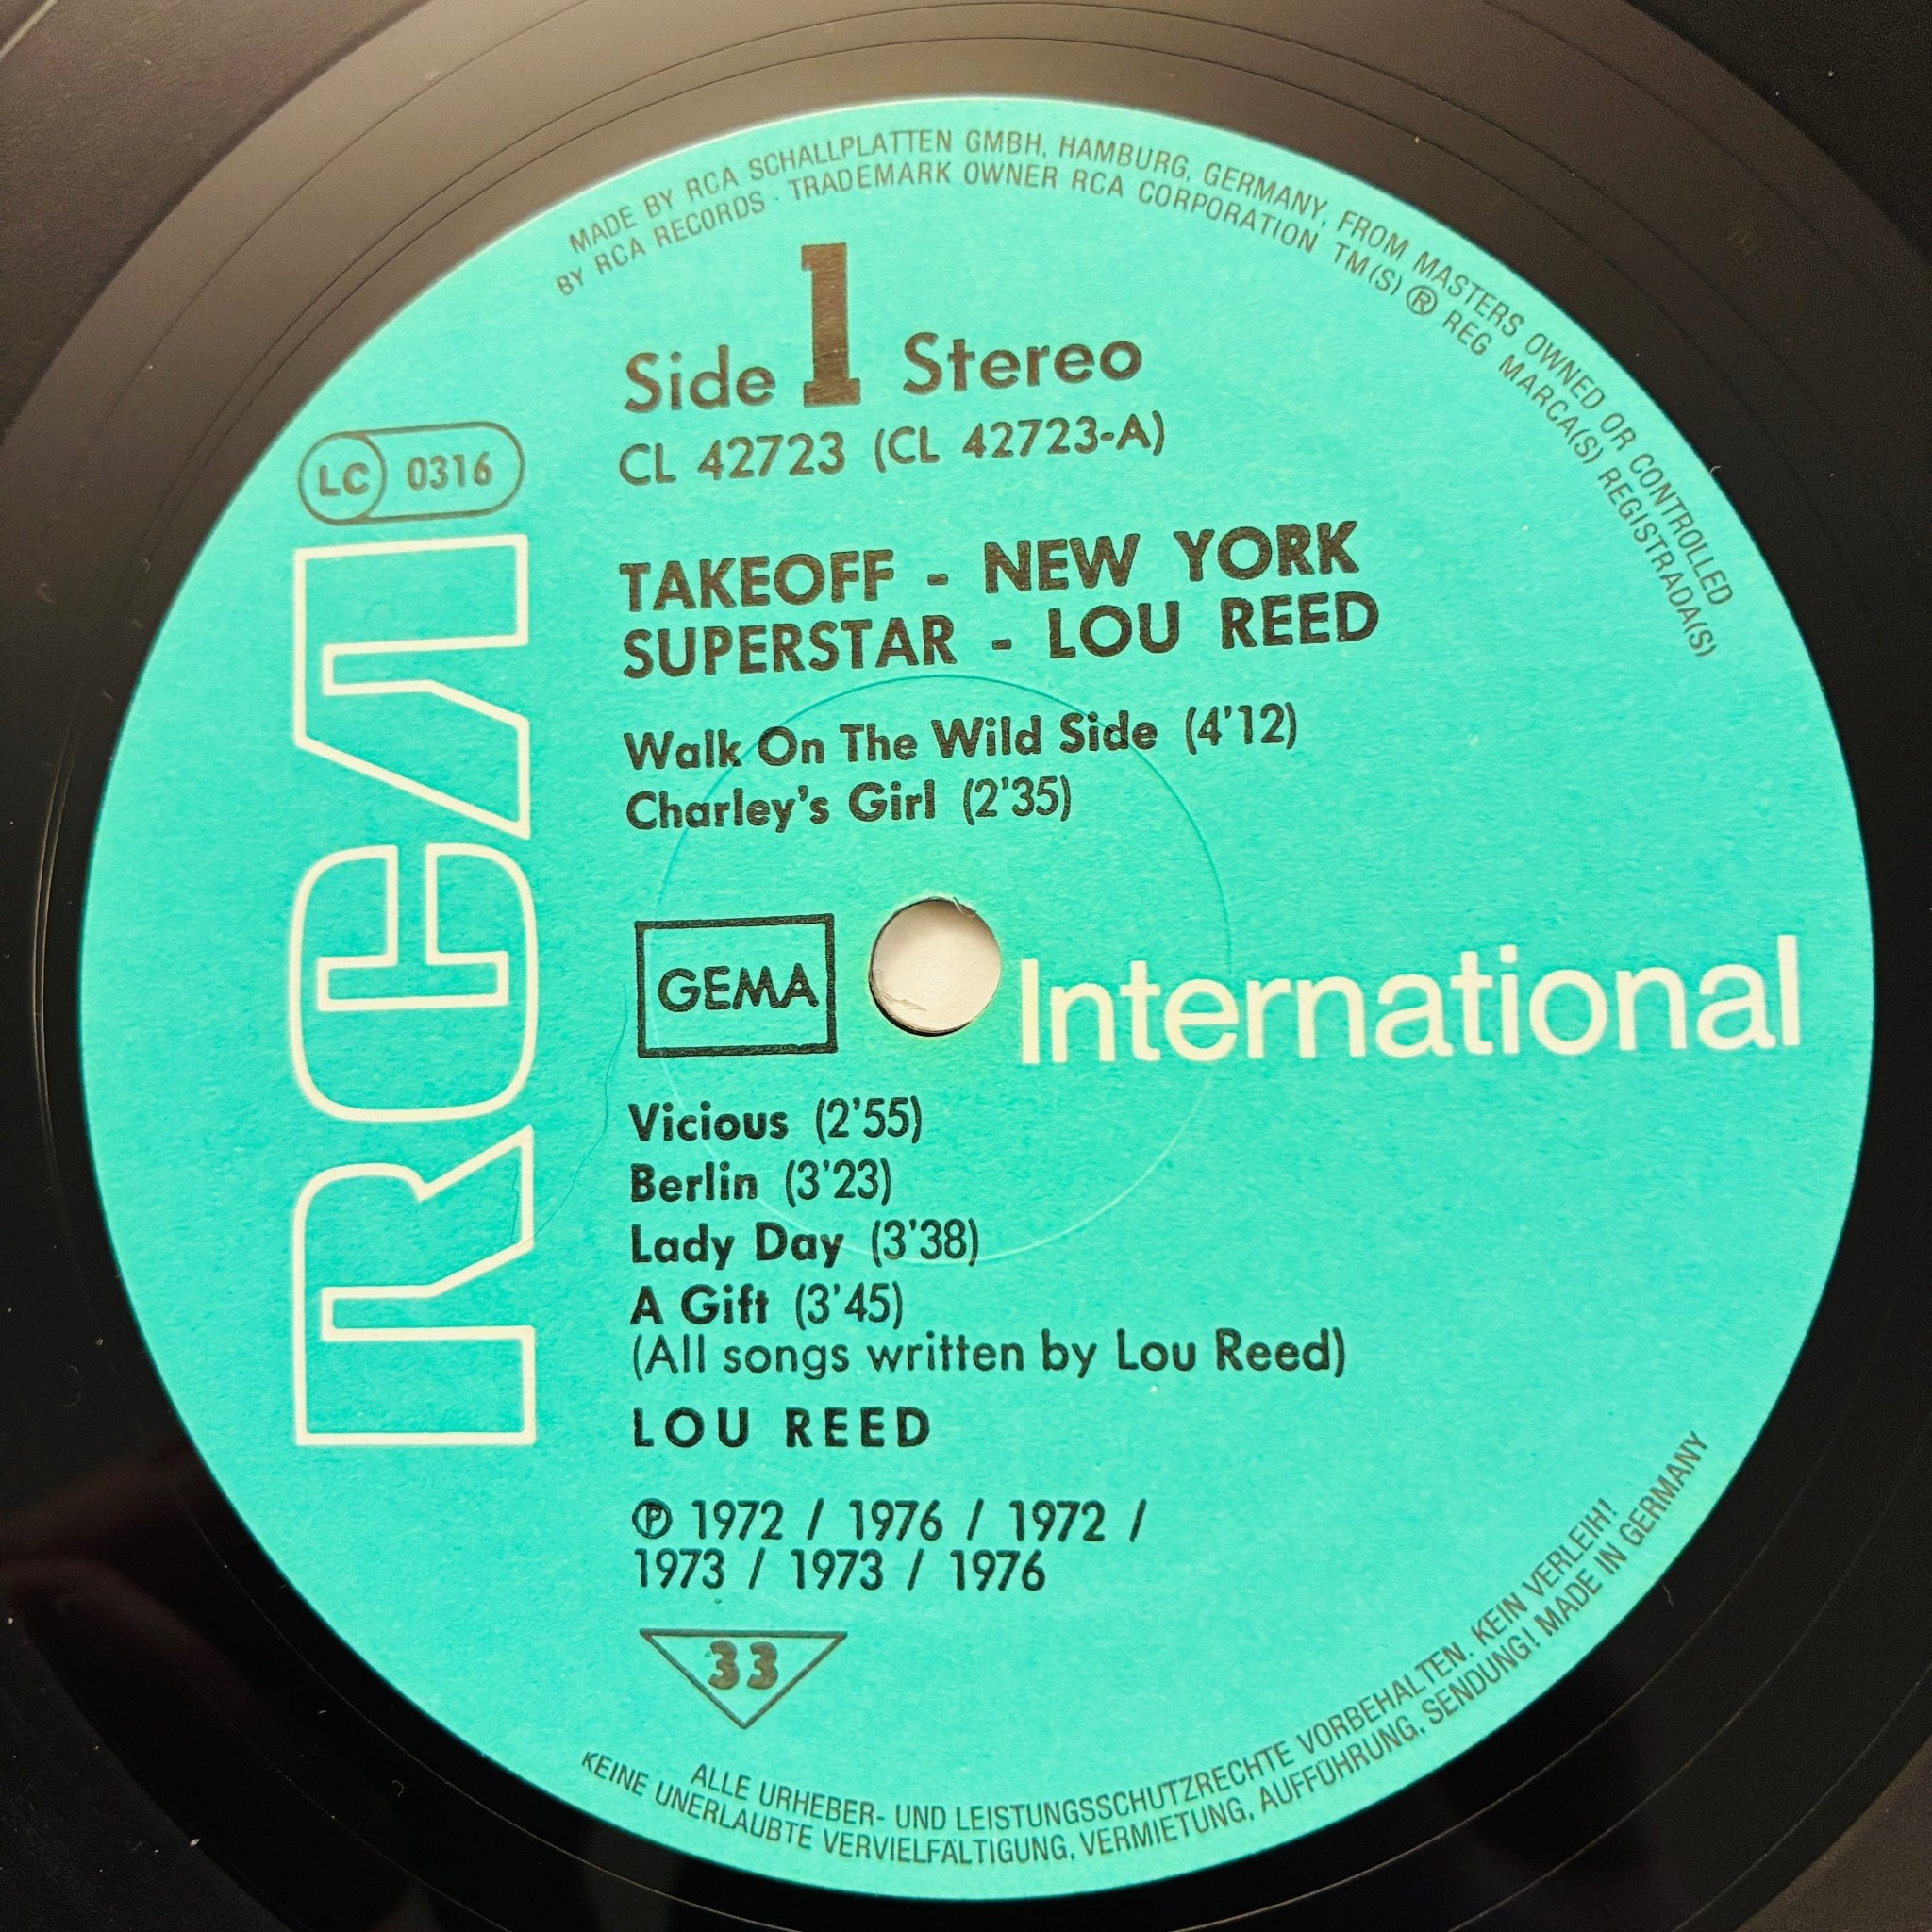 MADE BY RCA SCHALLPLATTEN GMBH, HAMBURG, GERMANY, FROM MASTERS OWNED OR CONTROLLED
BY RCA RECORDS · TRADEMARK OWNER RCA CORPORATION TM(S) ® REG MARCA(S) REGISTRADA(S)
Side 1 Stereo
CL 42723 (CL 42723-A)
LC 0316
RCA
TAKEOFF - NEW YORK
SUPERSTAR - LOU REED
Walk On The Wild Side (4'12)
Charley's Girl (2'35)
GEMA
International
Vicious (2'55)
Berlin (3'23)
Lady Day (3'38)
A Gift (3'45)
(All songs written by Lou Reed)
LOU REED
℗ 1972 / 1976 / 1972 /
1973 / 1973 / 1976
33
ALLE URHEBER- UND LEISTUNGSSCHUTZRECHTE VORBEHALTEN. KEIN VERLEIH!
KEINE UNERLAUBTE VERVIELFÄLTIGUNG, VERMIETUNG, AUFFÜHRUNG, SENDUNG! MADE IN GERMANY